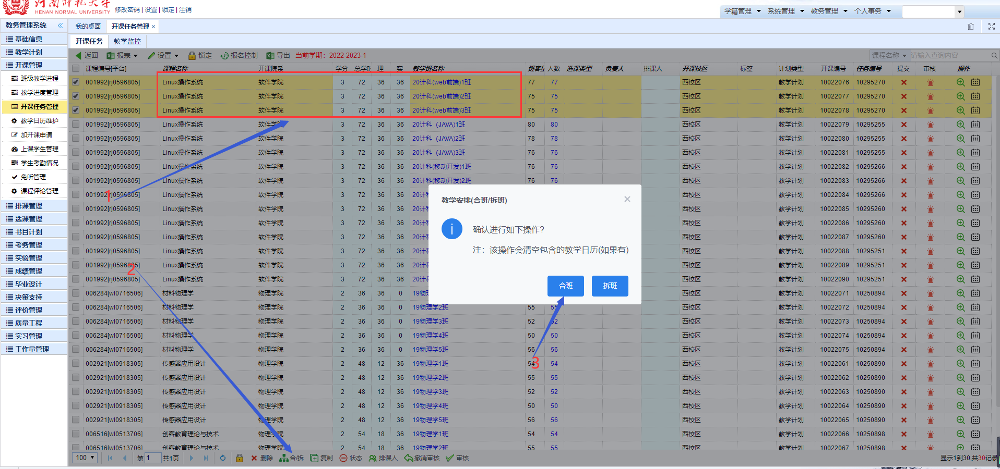 河南师范大学
HENAN NORMAL UNIVERSITY
修改密码 | 设置 | 锁定 | 注销
学籍管理 系统管理 教务管理 个人事务
教务管理系统
我的桌面 开课任务管理
开课任务 教学监控
返回 报表 设置 锁定 报名控制 导出 当前学期：2022-2023-1 课程名称 请输入查询内容
基础信息
教学计划
开课管理
班级教学进程
教学进度管理
开课任务管理
教学日历维护
加开课申请
上课学生管理
学生考勤情况
免听管理
课程评论管理
排课管理
选课管理
书目计划
考务管理
实验管理
成绩管理
毕业设计
决策支持
评价管理
质量工程
实习管理
工作量管理
课程编号[平台] 课程名称 开课院系 学分 总学时 理 实 教学班名称 班容量 人数 选课类型 负责人 排课人 开课校区 标签 计划类型 开课编号 任务编号 提交 审核 操作
001992[rj0596805] Linux操作系统 软件学院 3 72 36 36 20计科(web前端)1班 77 77 西校区 教学计划 10022076 10295270
001992[rj0596805] Linux操作系统 软件学院 3 72 36 36 20计科(web前端)2班 75 75 西校区 教学计划 10022077 10295270
001992[rj0596805] Linux操作系统 软件学院 3 72 36 36 20计科(web前端)3班 75 75 西校区 教学计划 10022078 10295270
001992[rj0596805] Linux操作系统 软件学院 3 72 36 36 20计科（JAVA)1班 80 80 西校区 教学计划 10022079 10295255
001992[rj0596805] Linux操作系统 软件学院 3 72 36 36 20计科（JAVA)2班 78 78 西校区 教学计划 10022080 10295255
001992[rj0596805] Linux操作系统 软件学院 3 72 36 36 20计科（JAVA)3班 76 76 西校区 教学计划 10022081 10295255
001992[rj0596805] Linux操作系统 软件学院 3 72 36 36 20计科(移动开发)1班 76 76 西校区 教学计划 10022082 10295266
001992[rj0596805] Linux操作系统 软件学院 3 72 36 36 20计科(移动开发)2班 76 76 西校区 教学计划 10022083 10295266
001992[rj0596805] Linux操作系统 软件学院 3 72 36 36 20计 西校区 教学计划 10022084 10295266
001992[rj0596805] Linux操作系统 软件学院 3 72 36 36 20计 西校区 教学计划 10022085 10295260
001992[rj0596805] Linux操作系统 软件学院 3 72 36 36 20计 西校区 教学计划 10022086 10295260
001992[rj0596805] Linux操作系统 软件学院 3 72 36 36 20计 西校区 教学计划 10022087 10295260
001992[rj0596805] Linux操作系统 软件学院 3 72 36 36 20计 西校区 教学计划 10022088 10295251
001992[rj0596805] Linux操作系统 软件学院 3 72 36 36 20计 西校区 教学计划 10022089 10295251
001992[rj0596805] Linux操作系统 软件学院 3 72 36 36 20计 西校区 教学计划 10022090 10295251
006284[wl0716506] 材料物理学 物理学院 2 36 36 0 19物 西校区 教学计划 10022071 10250894
006284[wl0716506] 材料物理学 物理学院 2 36 36 0 19物理学2班 55 55 西校区 教学计划 10022072 10250894
006284[wl0716506] 材料物理学 物理学院 2 36 36 0 19物理学3班 52 52 西校区 教学计划 10022073 10250894
006284[wl0716506] 材料物理学 物理学院 2 36 36 0 19物理学4班 50 50 西校区 教学计划 10022074 10250894
006284[wl0716506] 材料物理学 物理学院 2 36 36 0 19物理学5班 56 56 西校区 教学计划 10022075 10250894
002921[wl0918305] 传感器应用设计 物理学院 2 48 12 36 19物理学1班 54 54 西校区 教学计划 10022061 10250890
002921[wl0918305] 传感器应用设计 物理学院 2 48 12 36 19物理学2班 55 55 西校区 教学计划 10022062 10250890
002921[wl0918305] 传感器应用设计 物理学院 2 48 12 36 19物理学3班 52 52 西校区 教学计划 10022063 10250890
002921[wl0918305] 传感器应用设计 物理学院 2 48 12 36 19物理学4班 50 50 西校区 教学计划 10022064 10250890
002921[wl0918305] 传感器应用设计 物理学院 2 48 12 36 19物理学5班 56 56 西校区 教学计划 10022065 10250890
006516[wl0513706] 创客教育理论与技术 物理学院 2 54 18 36 19物理学1班 54 54 西校区 教学计划 10022066 10250898
006516[wl0513706] 创客教育理论与技术 物理学院 2 54 18 36 19物理学2班 55 55 西校区 教学计划 10022067 10250898
1
2
3
教学安排(合班/拆班)
确认进行如下操作?
注：该操作会清空包含的教学日历(如果有)
合班 拆班
100 第 1 共1页 删除 合/拆 复制 状态 排课人 撤消审核 审核 显示1到30,共30记录